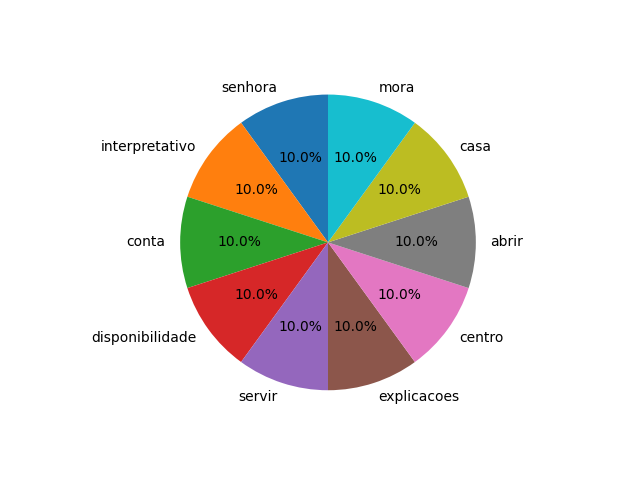 senhora
mora
interpretativo
casa
conta
abrir
disponibilidade
centro
servir
explicacoes
10.0%
10.0%
10.0%
10.0%
10.0%
10.0%
10.0%
10.0%
10.0%
10.0%